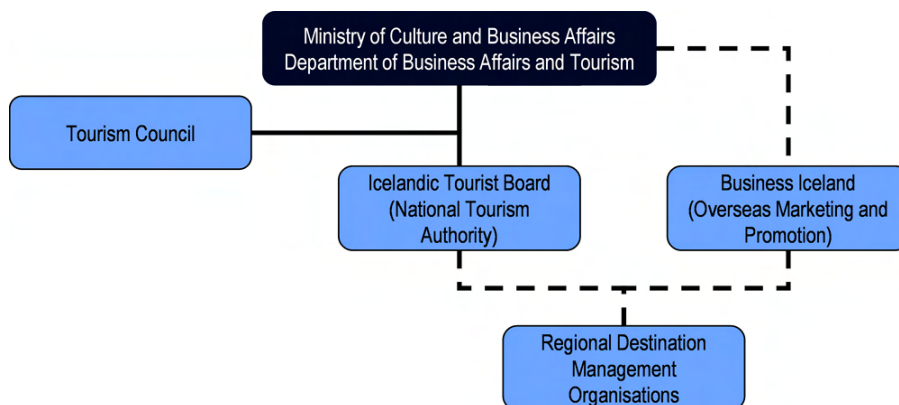 Ministry of Culture and Business Affairs
Department of Business Affairs and Tourism
Tourism Council
Icelandic Tourist Board
(National Tourism
Authority)
Business Iceland
(Overseas Marketing and
Promotion)
Regional Destination
Management
Organisations